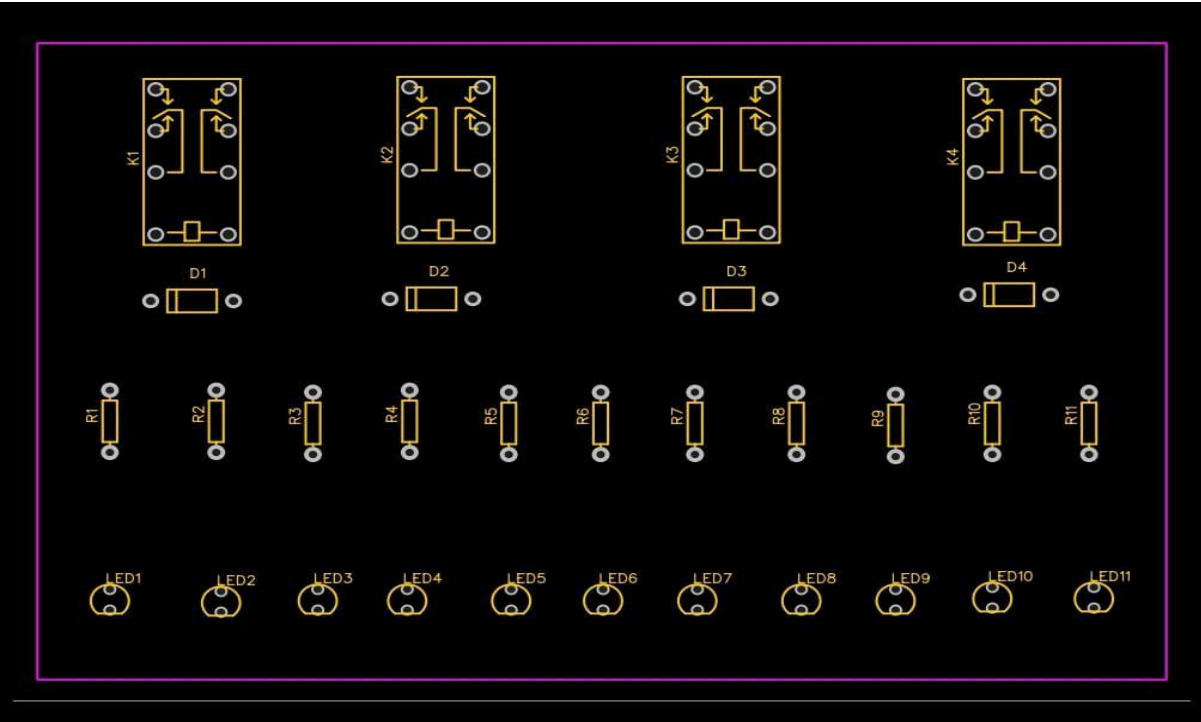 K1 K2 K3 K4
D1 D2 D3 D4
R1 R2 R3 R4 R5 R6 R7 R8 R9 R10 R11
LED1 LED2 LED3 LED4 LED5 LED6 LED7 LED8 LED9 LED10 LED11